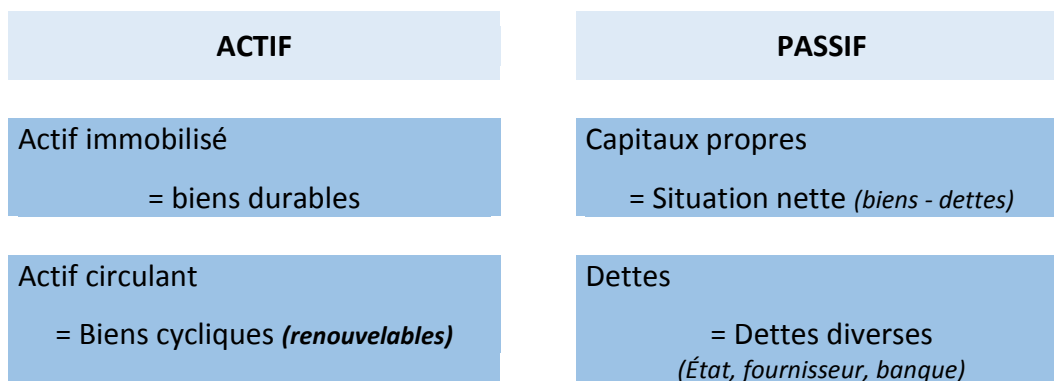 ACTIF
PASSIF
Actif immobilisé
= biens durables
Capitaux propres
= Situation nette (biens - dettes)
Actif circulant
= Biens cycliques (renouvelables)
Dettes
= Dettes diverses
(État, fournisseur, banque)